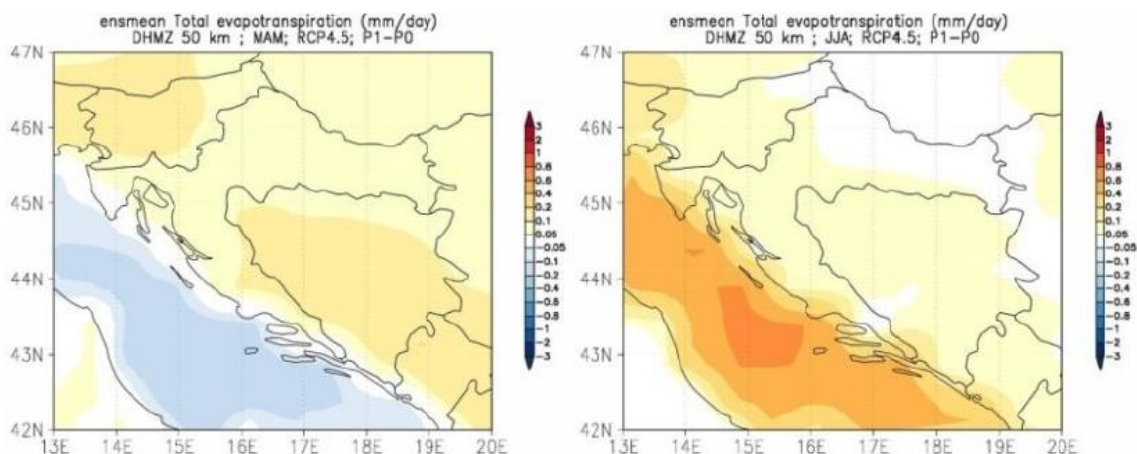 ensmean Total evapotranspiration (mm/day)
DHMZ 50 km ; MAM; RCP4.5; P1-P0
47N
46N
45N
44N
43N
42N
13E 14E 15E 16E 17E 18E 19E 20E
3
2
1
0.8
0.6
0.4
0.2
0.1
0.05
-0.05
-0.1
-0.2
-0.4
-0.8
-1
-2
-3
ensmean Total evapotranspiration (mm/day)
DHMZ 50 km ; JJA; RCP4.5; P1-P0
47N
46N
45N
44N
43N
42N
13E 14E 15E 16E 17E 18E 19E 20E
3
2
1
0.8
0.6
0.4
0.2
0.1
0.05
-0.05
-0.1
-0.2
-0.4
-0.8
-1
-2
-3